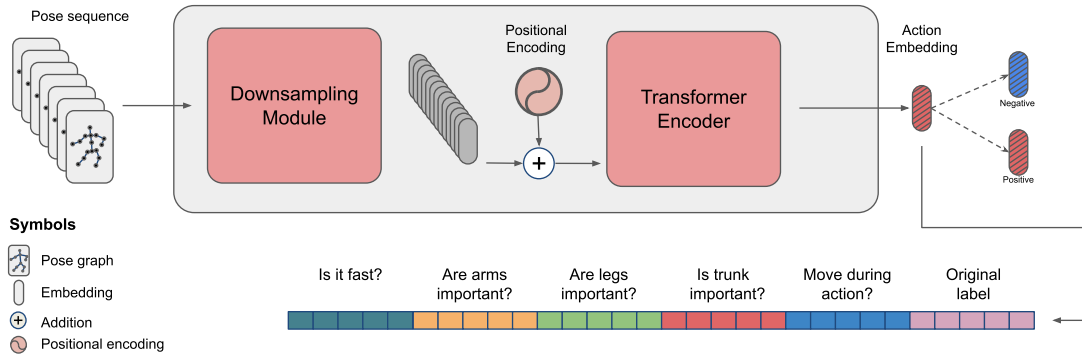 Pose sequence
Downsampling
Module
Positional
Encoding
+
Transformer
Encoder
Action
Embedding
Negative
Positive
Symbols
Pose graph
Embedding
+ Addition
Positional encoding
Is it fast?
Are arms
important?
Are legs
important?
Is trunk
important?
Move during
action?
Original
label